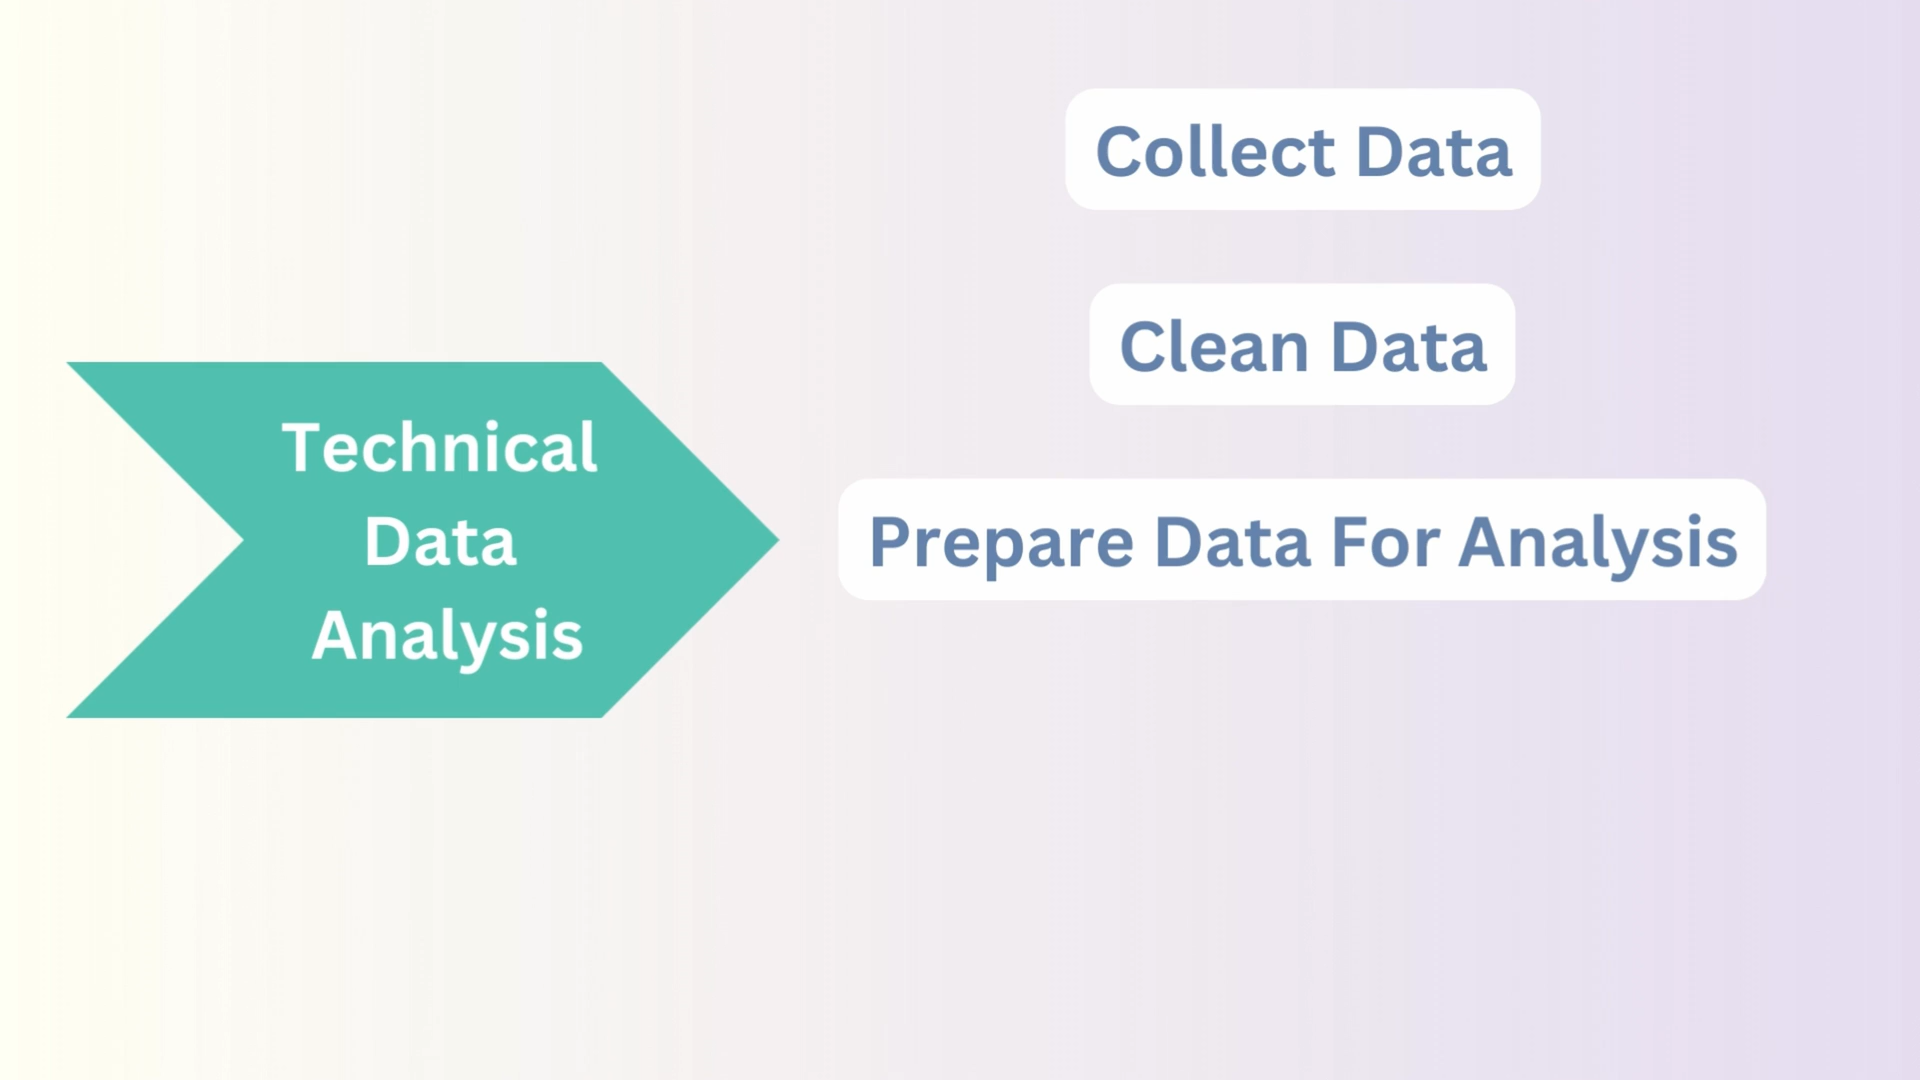 Technical
Data
Analysis
Collect Data
Clean Data
Prepare Data For Analysis